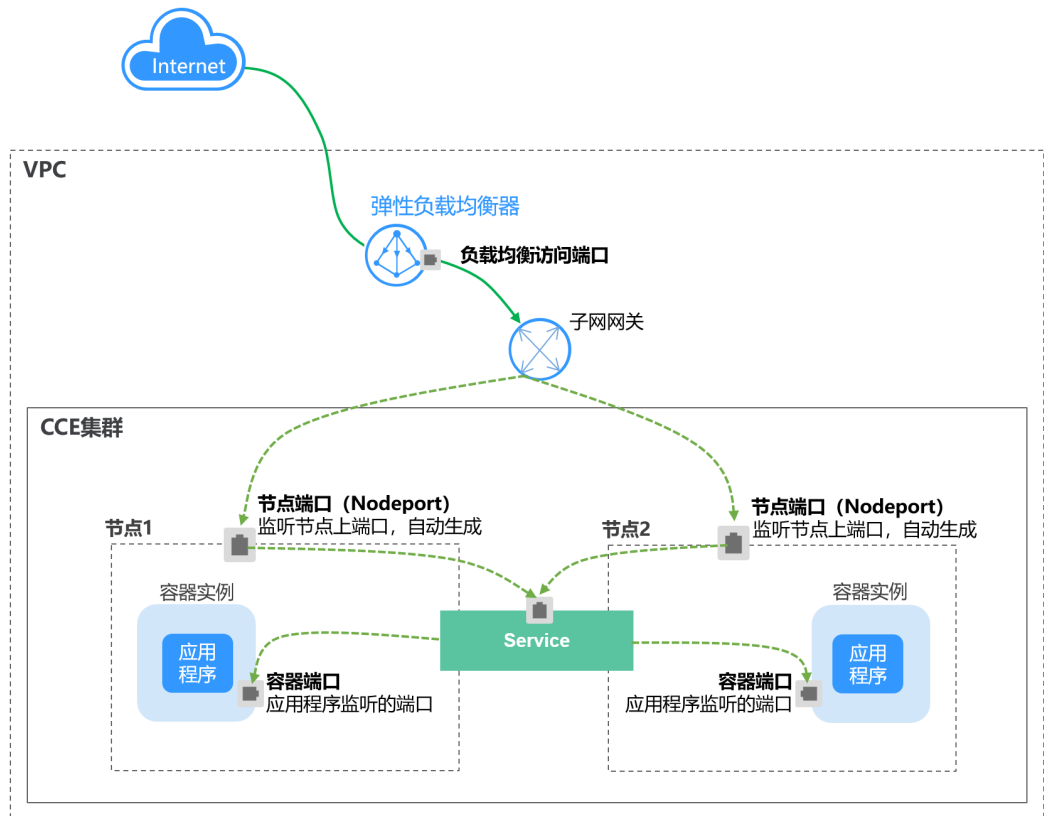 Internet
VPC
弹性负载均衡器
负载均衡访问端口
子网网关
CCE集群
节点端口（Nodeport）
监听节点上端口，自动生成
节点1
节点端口（Nodeport）
监听节点上端口，自动生成
节点2
容器实例
应用
程序
Service
容器实例
应用
程序
容器端口
应用程序监听的端口
容器端口
应用程序监听的端口